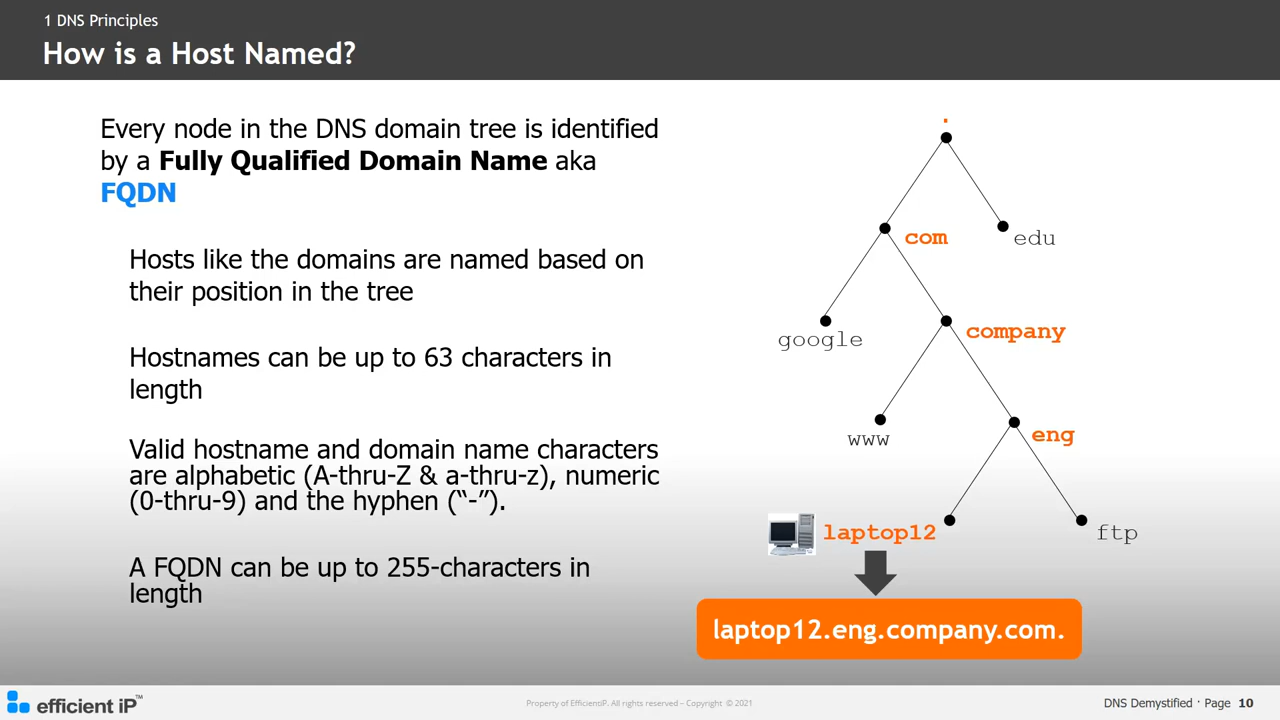 1 DNS Principles
How is a Host Named?
Every node in the DNS domain tree is identified
by a Fully Qualified Domain Name aka
FQDN
Hosts like the domains are named based on
their position in the tree
Hostnames can be up to 63 characters in
length
Valid hostname and domain name characters
are alphabetic (A-thru-Z & a-thru-z), numeric
(0-thru-9) and the hyphen (“-”).
A FQDN can be up to 255-characters in
length
.
com
edu
google
company
www
eng
laptop12
ftp
laptop12.eng.company.com.
efficient iP™
Property of EfficientiP. All rights reserved – Copyright © 2021
DNS Demystified · Page 10